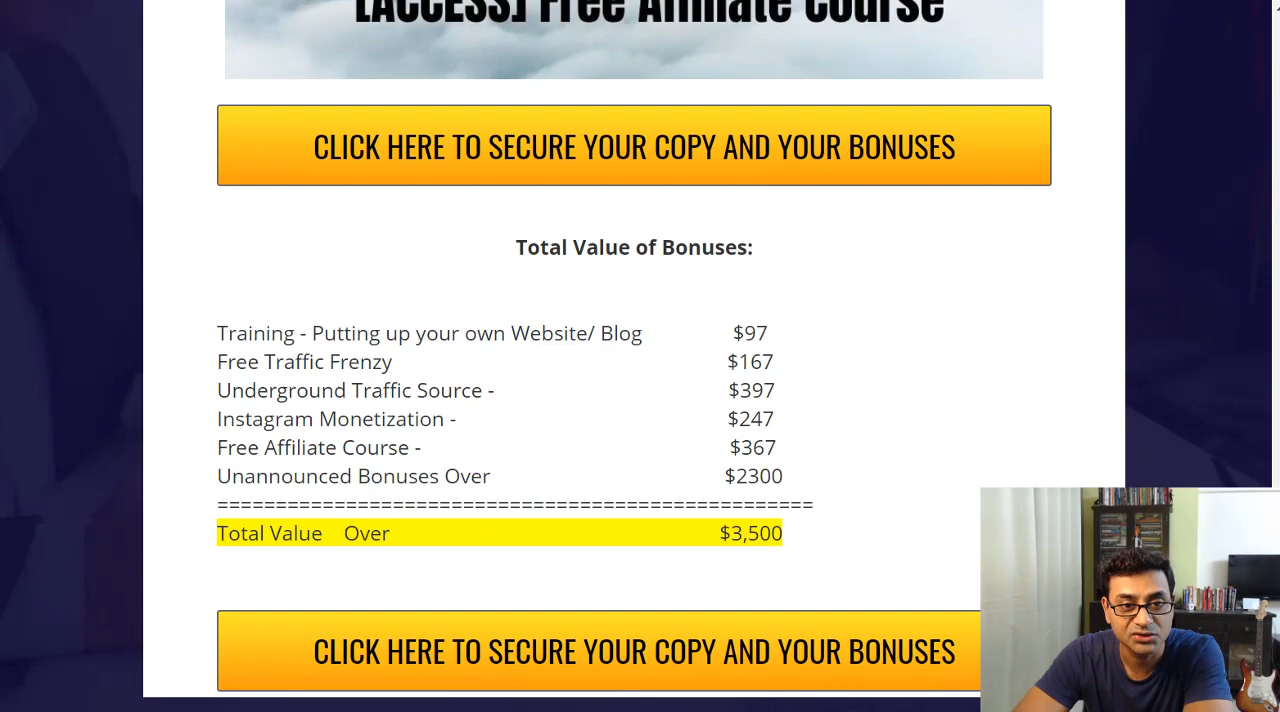 [ACCESS] Free Affiliate Course
CLICK HERE TO SECURE YOUR COPY AND YOUR BONUSES
Total Value of Bonuses:
Training - Putting up your own Website/ Blog $97
Free Traffic Frenzy $167
Underground Traffic Source - $397
Instagram Monetization - $247
Free Affiliate Course - $367
Unannounced Bonuses Over $2300
===================================================
Total Value Over $3,500
CLICK HERE TO SECURE YOUR COPY AND YOUR BONUSES